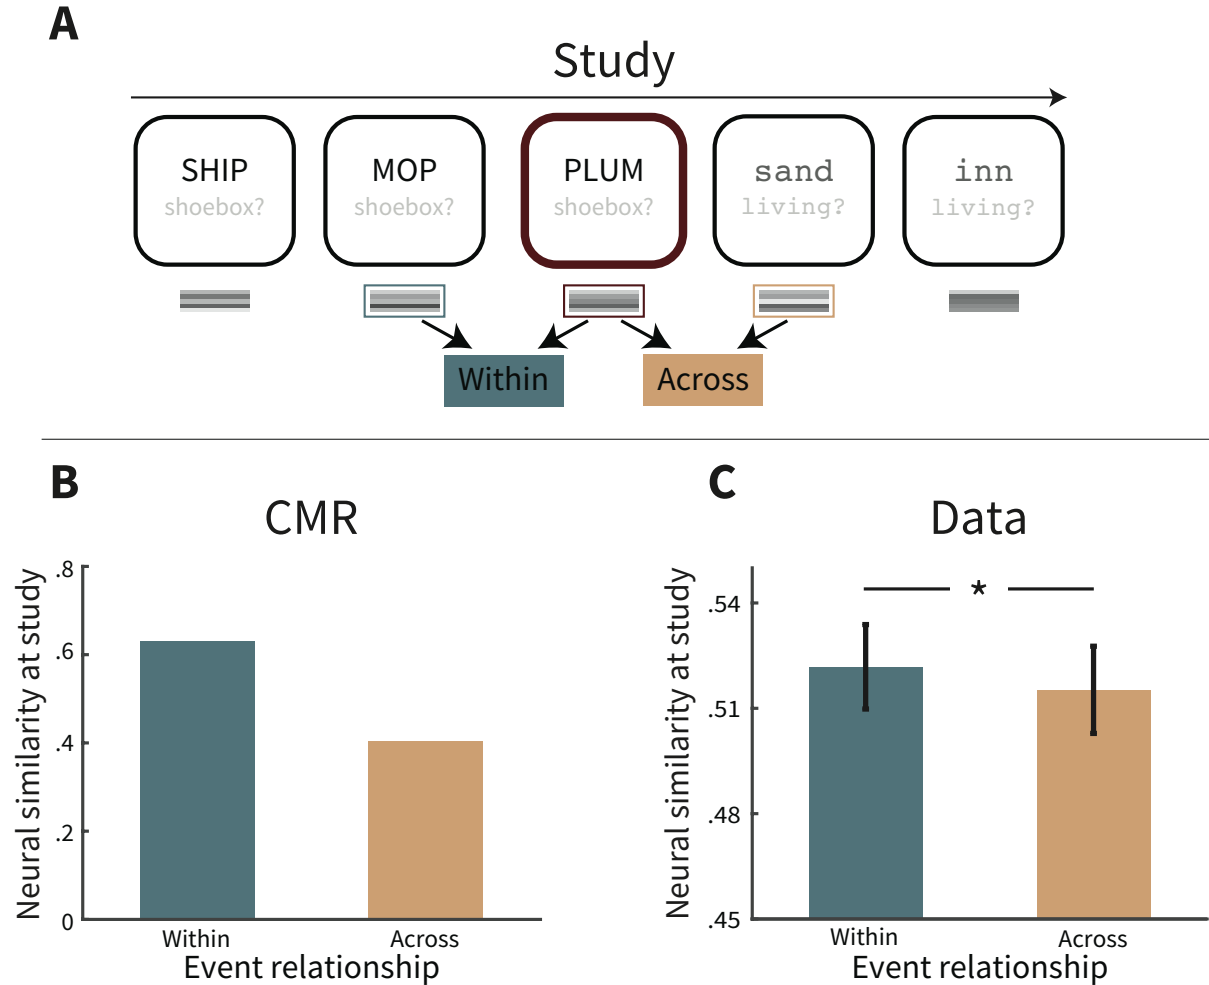 A
Study
SHIP
shoebox?
MOP
shoebox?
PLUM
shoebox?
sand
living?
inn
living?
Within
Across
B
CMR
Neural similarity at study
.8
.6
.4
.2
0
Within
Across
Event relationship
C
Data
Neural similarity at study
.54
.51
.48
.45
*
Within
Across
Event relationship